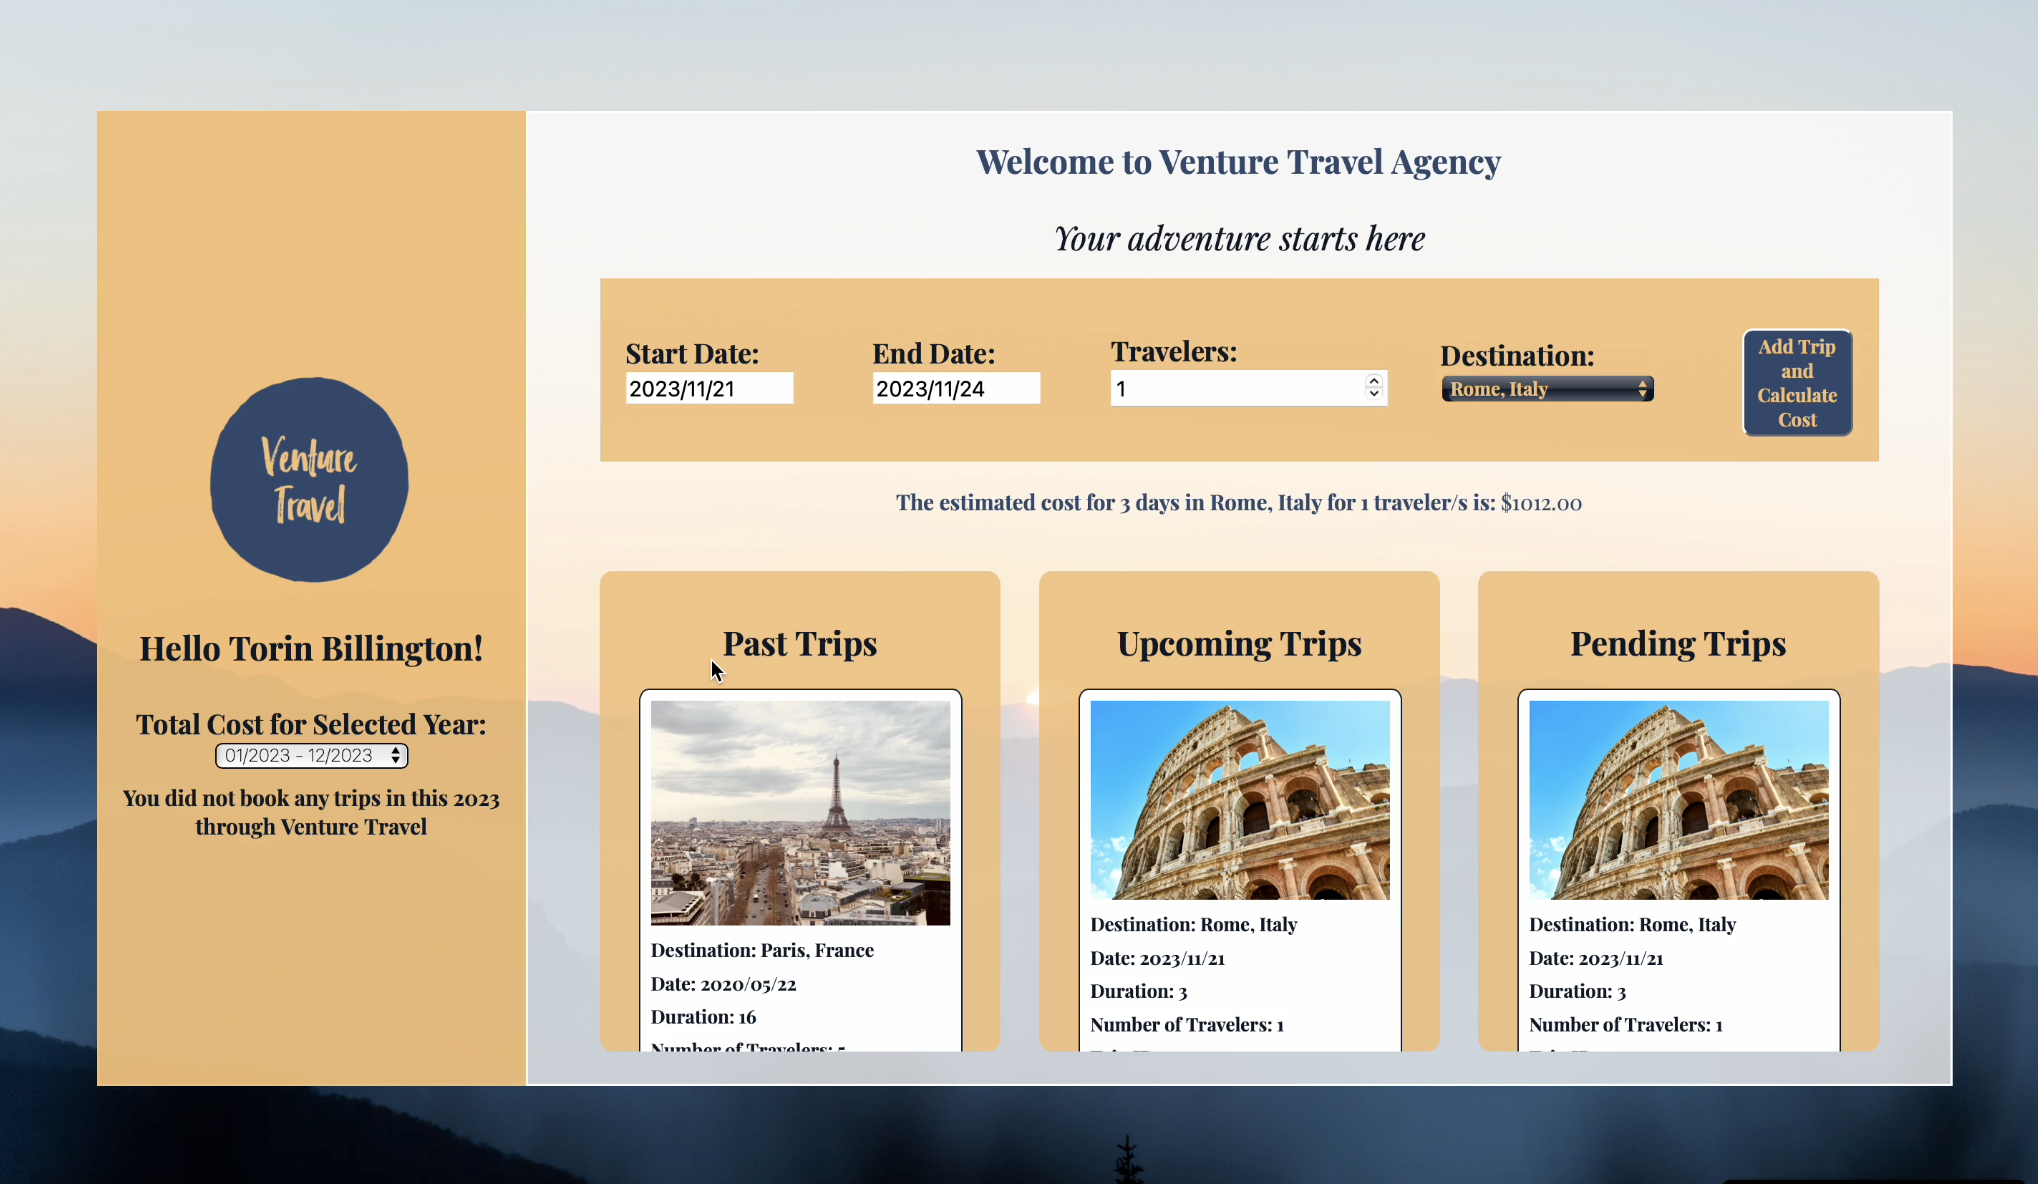 Venture
Travel
Hello Torin Billington!
Total Cost for Selected Year:
01/2023 - 12/2023
You did not book any trips in this 2023
through Venture Travel
Welcome to Venture Travel Agency
Your adventure starts here
Start Date:
2023/11/21
End Date:
2023/11/24
Travelers:
1
Destination:
Rome, Italy
Add Trip
and
Calculate
Cost
The estimated cost for 3 days in Rome, Italy for 1 traveler/s is: $1012.00
Past Trips
Destination: Paris, France
Date: 2020/05/22
Duration: 16
Number of Travelers: 5
Upcoming Trips
Destination: Rome, Italy
Date: 2023/11/21
Duration: 3
Number of Travelers: 1
Pending Trips
Destination: Rome, Italy
Date: 2023/11/21
Duration: 3
Number of Travelers: 1